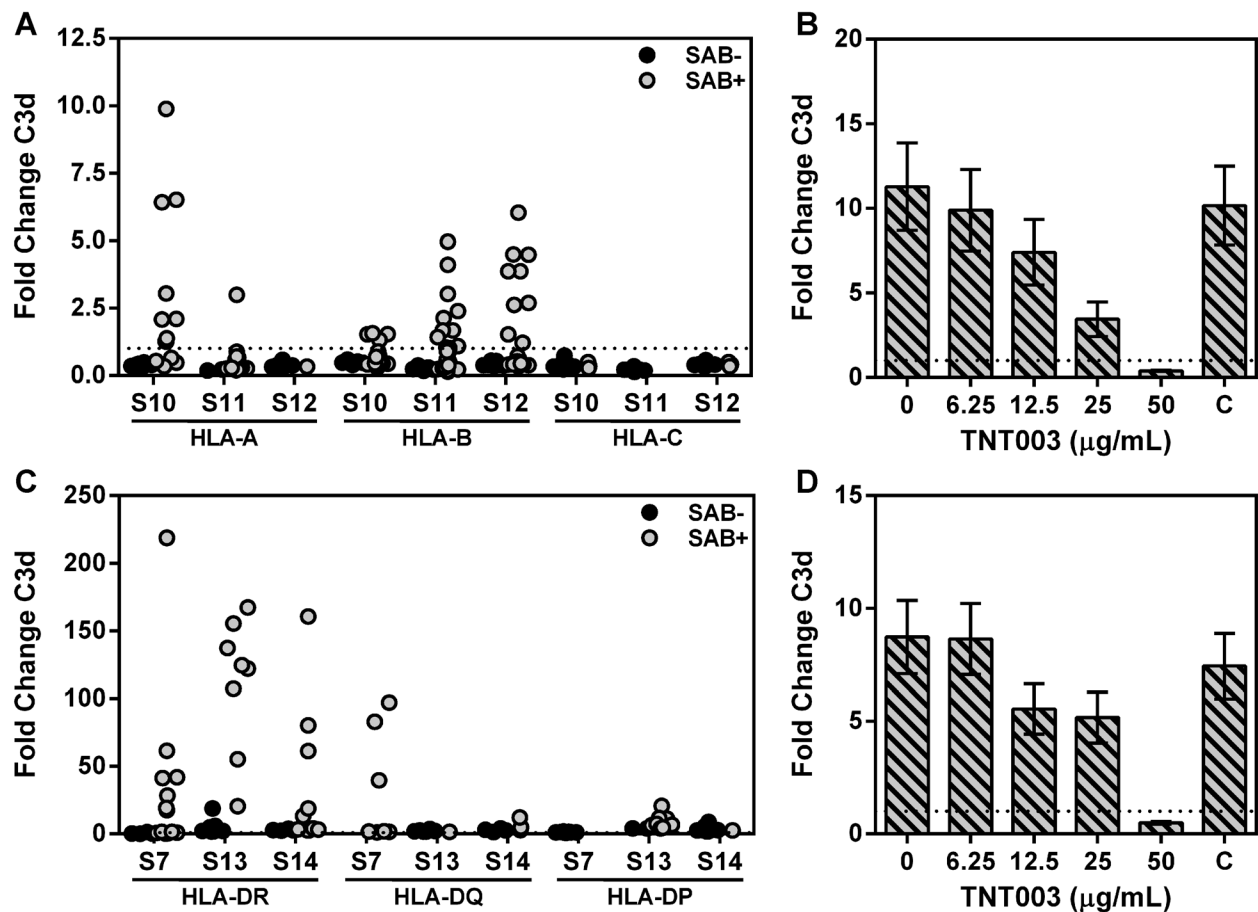 A
12.5
10.0
7.5
5.0
2.5
0.0
Fold Change C3d
SAB-
SAB+
S10 S11 S12 S10 S11 S12 S10 S11 S12
HLA-A HLA-B HLA-C
B
20
15
10
5
0
Fold Change C3d
0 6.25 12.5 25 50 C
TNT003 (μg/mL)
C
250
200
150
100
50
0
Fold Change C3d
SAB-
SAB+
S7 S13 S14 S7 S13 S14 S7 S13 S14
HLA-DR HLA-DQ HLA-DP
D
15
10
5
0
Fold Change C3d
0 6.25 12.5 25 50 C
TNT003 (μg/mL)